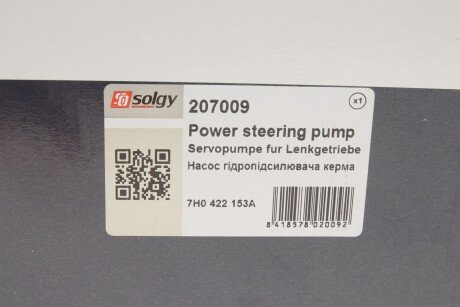 solgy
207009
x1
Power steering pump
Servopumpe fur Lenkgetriebe
Насос гідропідсилювача керма
7H0 422 153A
8 418578 020092